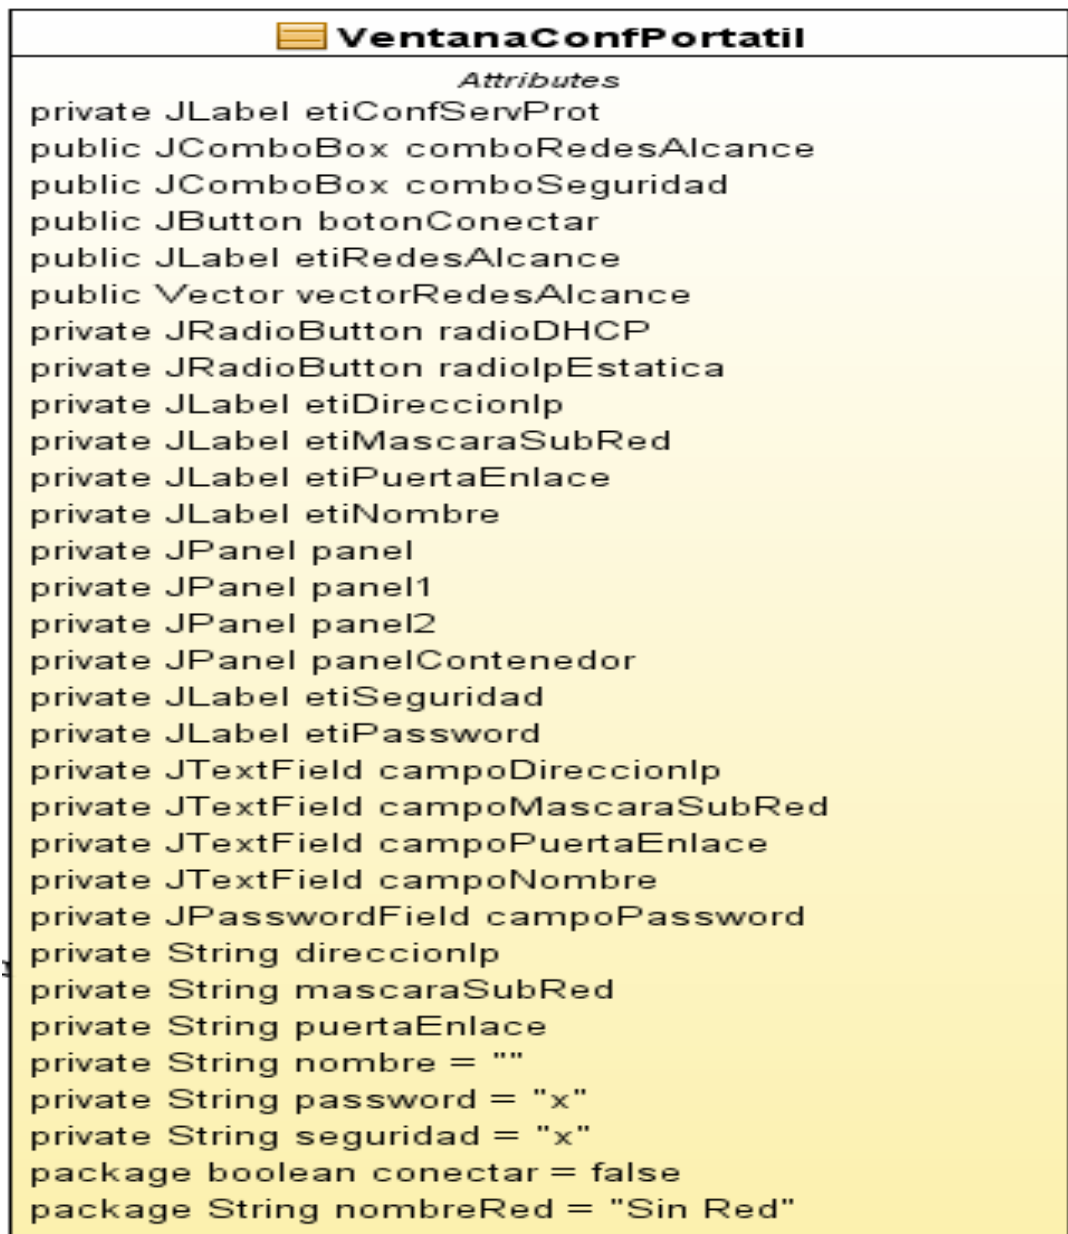 VentanaConfPortatil
Attributes
private JLabel etiConfServProt
public JComboBox comboRedesAlcance
public JComboBox comboSeguridad
public JButton botonConectar
public JLabel etiRedesAlcance
public Vector vectorRedesAlcance
private JRadioButton radioDHCP
private JRadioButton radioIpEstatica
private JLabel etiDireccionIp
private JLabel etiMascaraSubRed
private JLabel etiPuertaEnlace
private JLabel etiNombre
private JPanel panel
private JPanel panel1
private JPanel panel2
private JPanel panelContenedor
private JLabel etiSeguridad
private JLabel etiPassword
private JTextField campoDireccionIp
private JTextField campoMascaraSubRed
private JTextField campoPuertaEnlace
private JTextField campoNombre
private JPasswordField campoPassword
private String direccionIp
private String mascaraSubRed
private String puertaEnlace
private String nombre = ""
private String password = "x"
private String seguridad = "x"
package boolean conectar = false
package String nombreRed = "Sin Red"